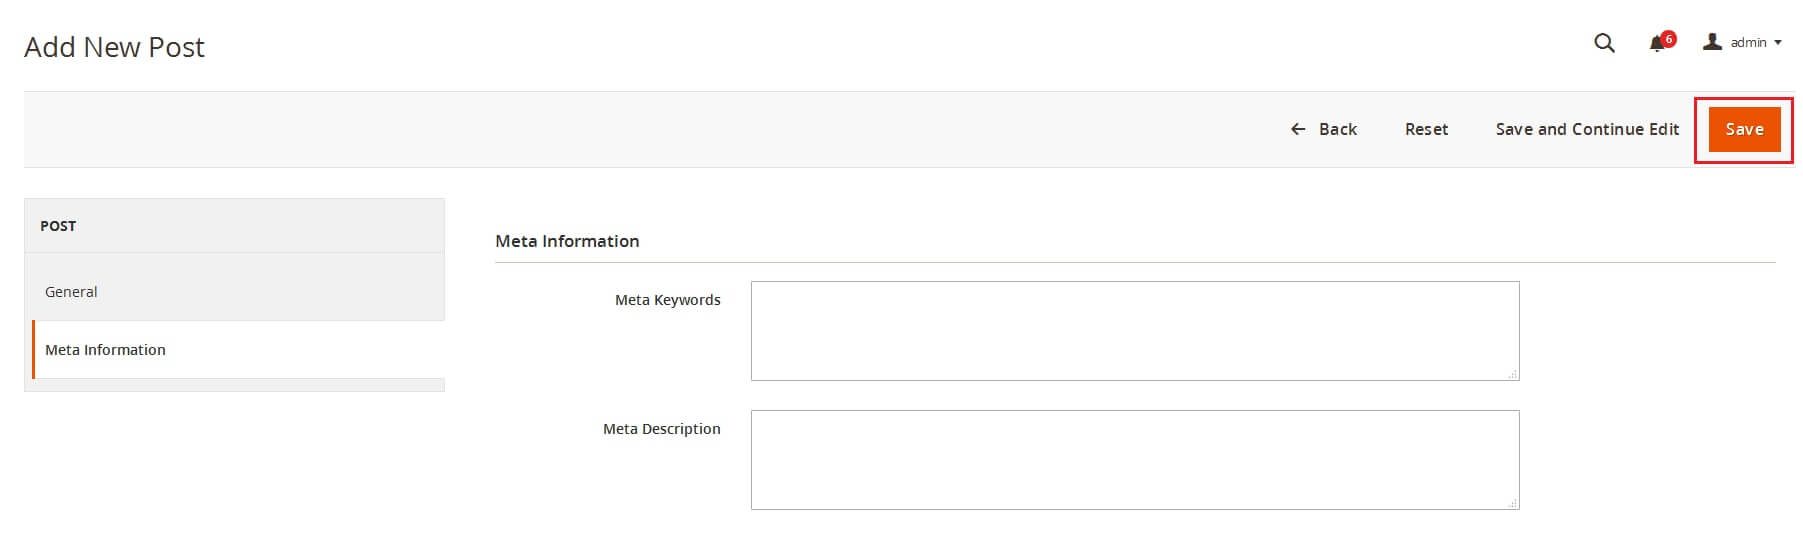 Add New Post
6
admin
Back
Reset
Save and Continue Edit
Save
POST
General
Meta Information
Meta Information
Meta Keywords
Meta Description